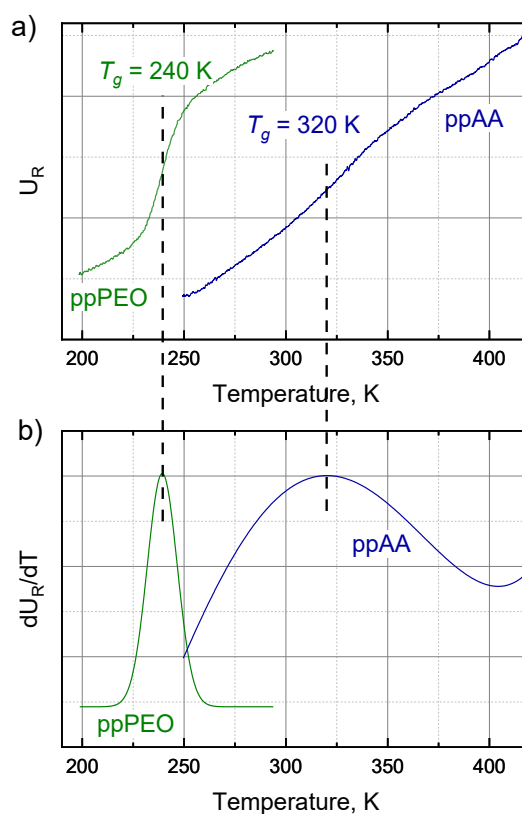 a)
T_g = 240 K
T_g = 320 K
ppAA
ppPEO
U_R
200 250 300 350 400
Temperature, K
b)
ppAA
ppPEO
dU_R/dT
200 250 300 350 400
Temperature, K